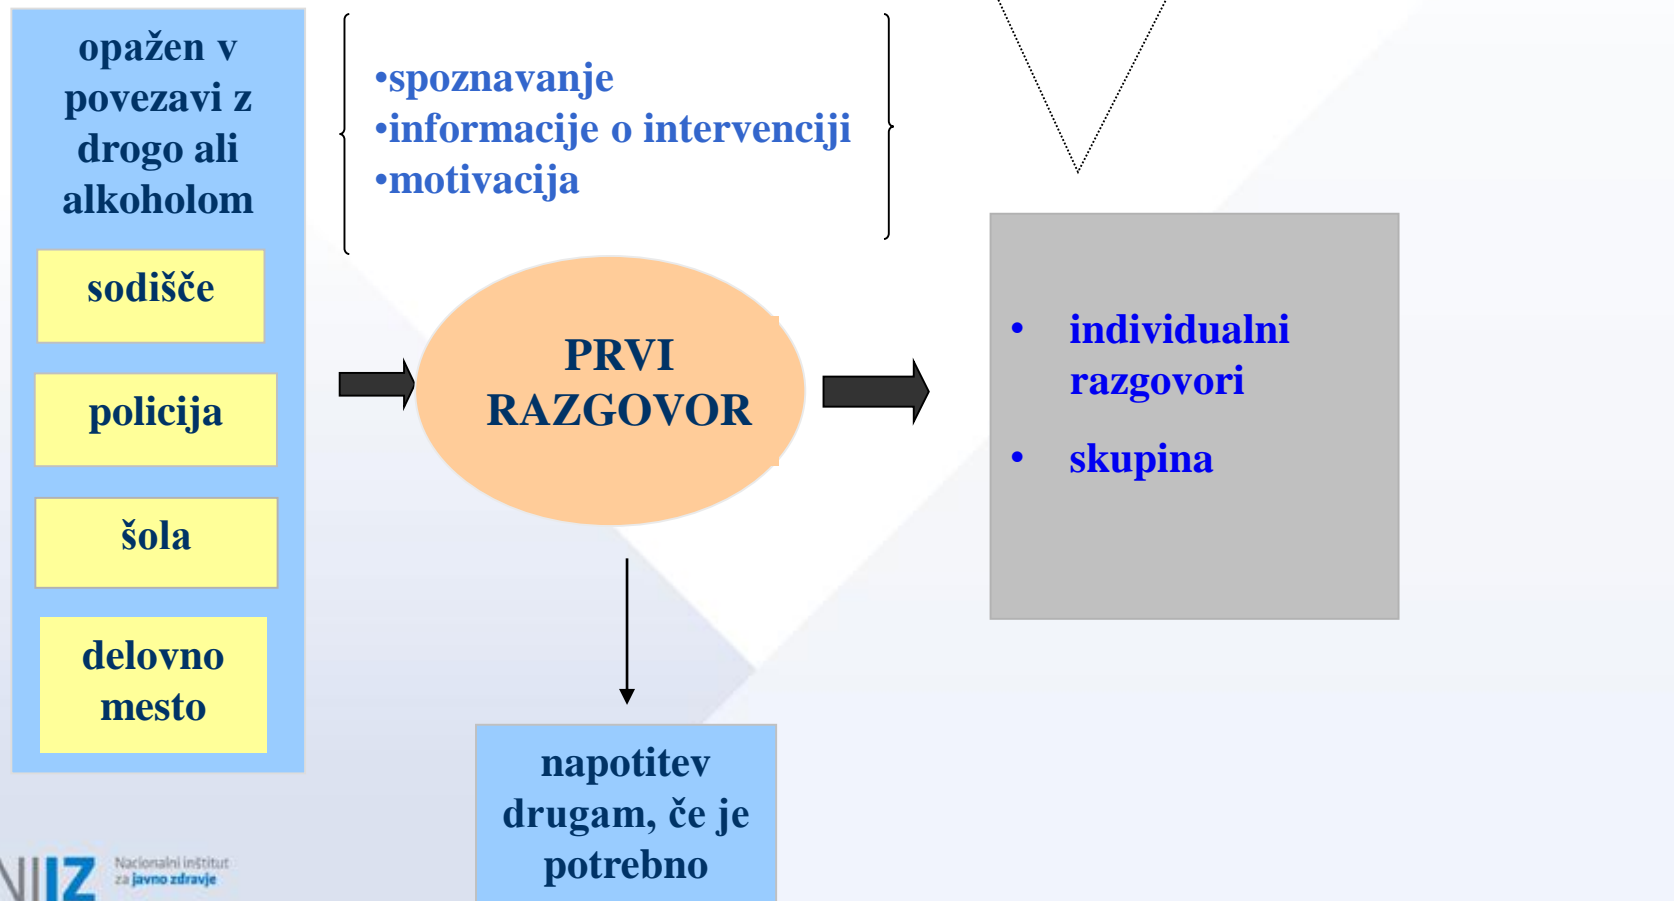 opažen v
povezavi z
drogo ali
alkoholom
sodišče
policija
šola
delovno
mesto
•spoznavanje
•informacije o intervenciji
•motivacija
PRVI
RAZGOVOR
napotitev
drugam, če je
potrebno
• individualni
razgovori
• skupina
NIJZ
Nacionalni inštitut
za javno zdravje